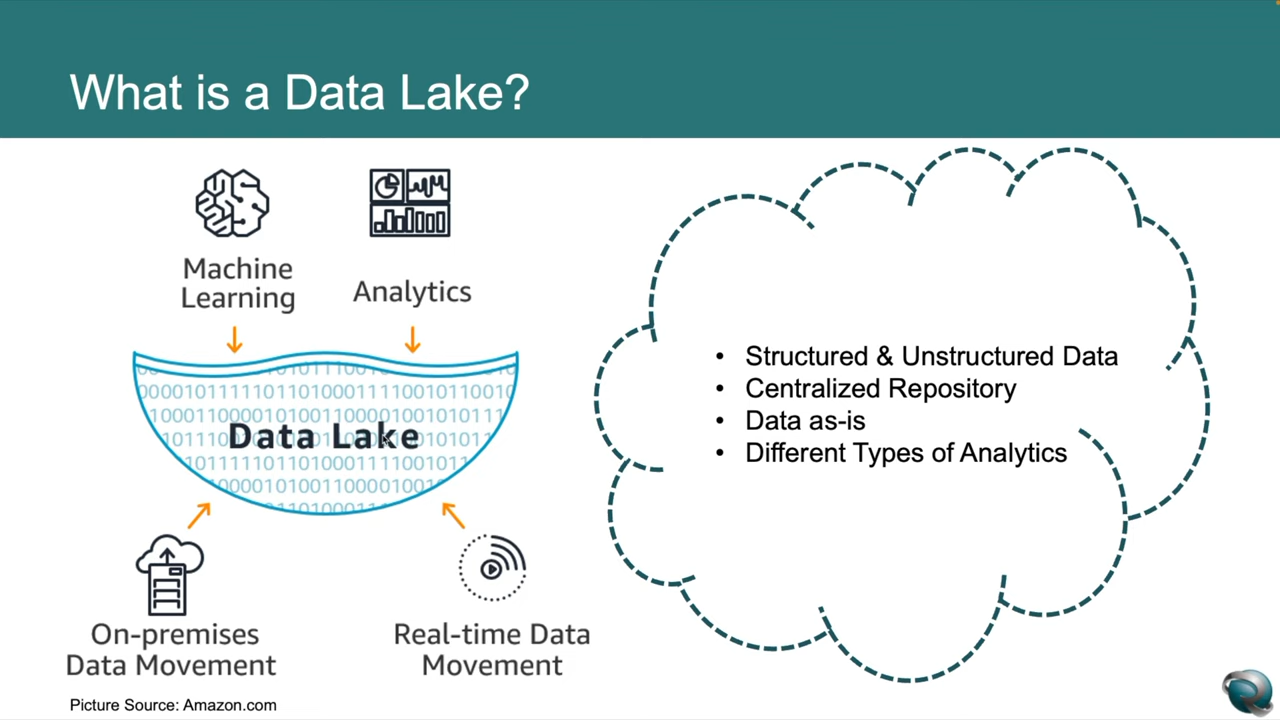 What is a Data Lake?
Machine
Learning
Analytics
Data Lake
On-premises
Data Movement
Real-time Data
Movement
Picture Source: Amazon.com
• Structured & Unstructured Data
• Centralized Repository
• Data as-is
• Different Types of Analytics